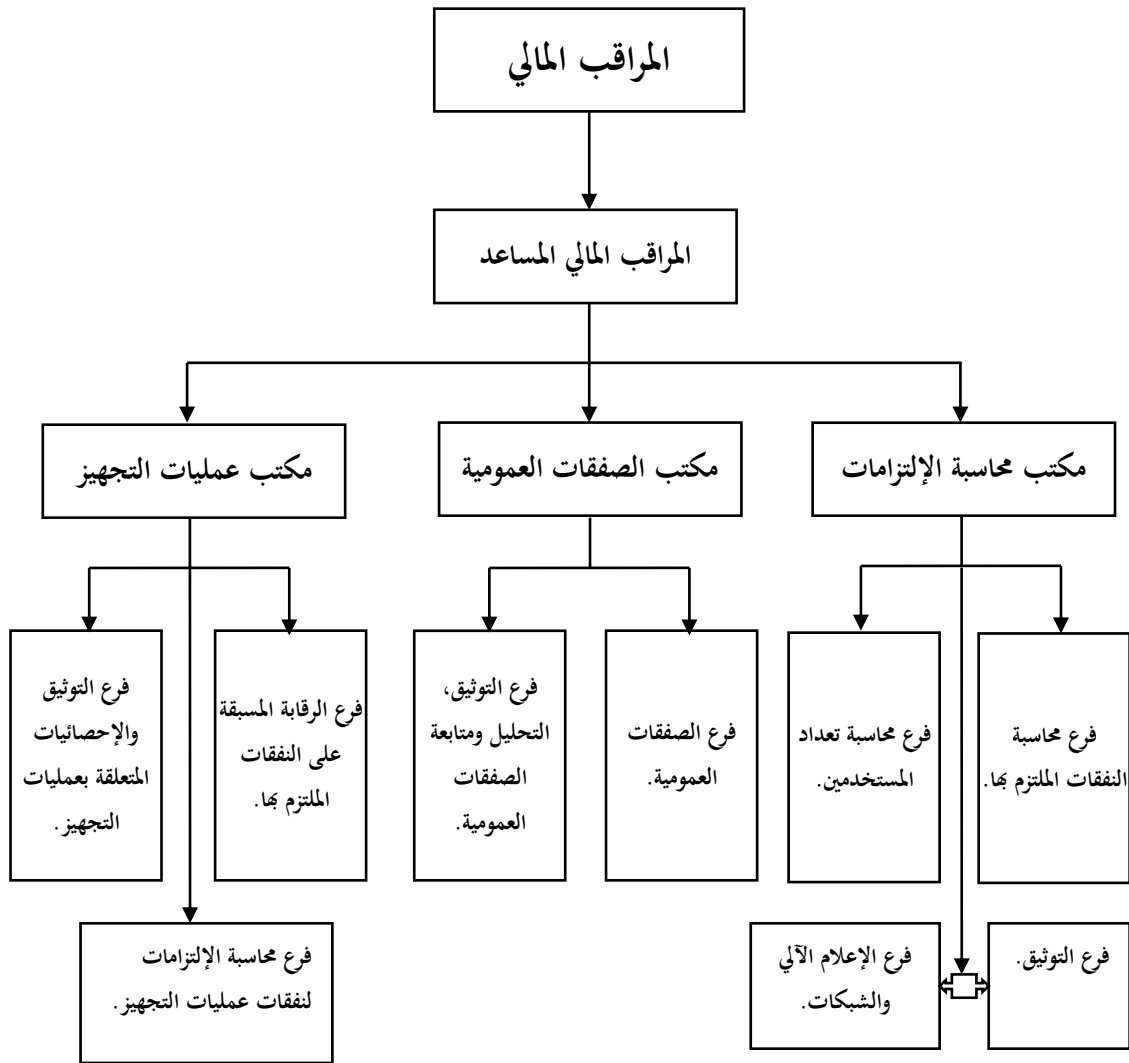 المراقب المالي
المراقب المالي المساعد
مكتب محاسبة الإلتزامات
مكتب الصفقات العمومية
مكتب عمليات التجهيز
فرع محاسبة
النفقات الملتزم بها.
فرع محاسبة تعداد
المستخدمين.
فرع الصفقات
العمومية.
فرع التوثيق،
التحليل ومتابعة
الصفقات
العمومية.
فرع الرقابة المسبقة
على النفقات
الملتزم بها.
فرع التوثيق
والإحصائيات
المتعلقة بعمليات
التجهيز.
فرع التوثيق.
فرع الإعلام الآلي
والشبكات.
فرع محاسبة الإلتزامات
لنفقات عمليات التجهيز.